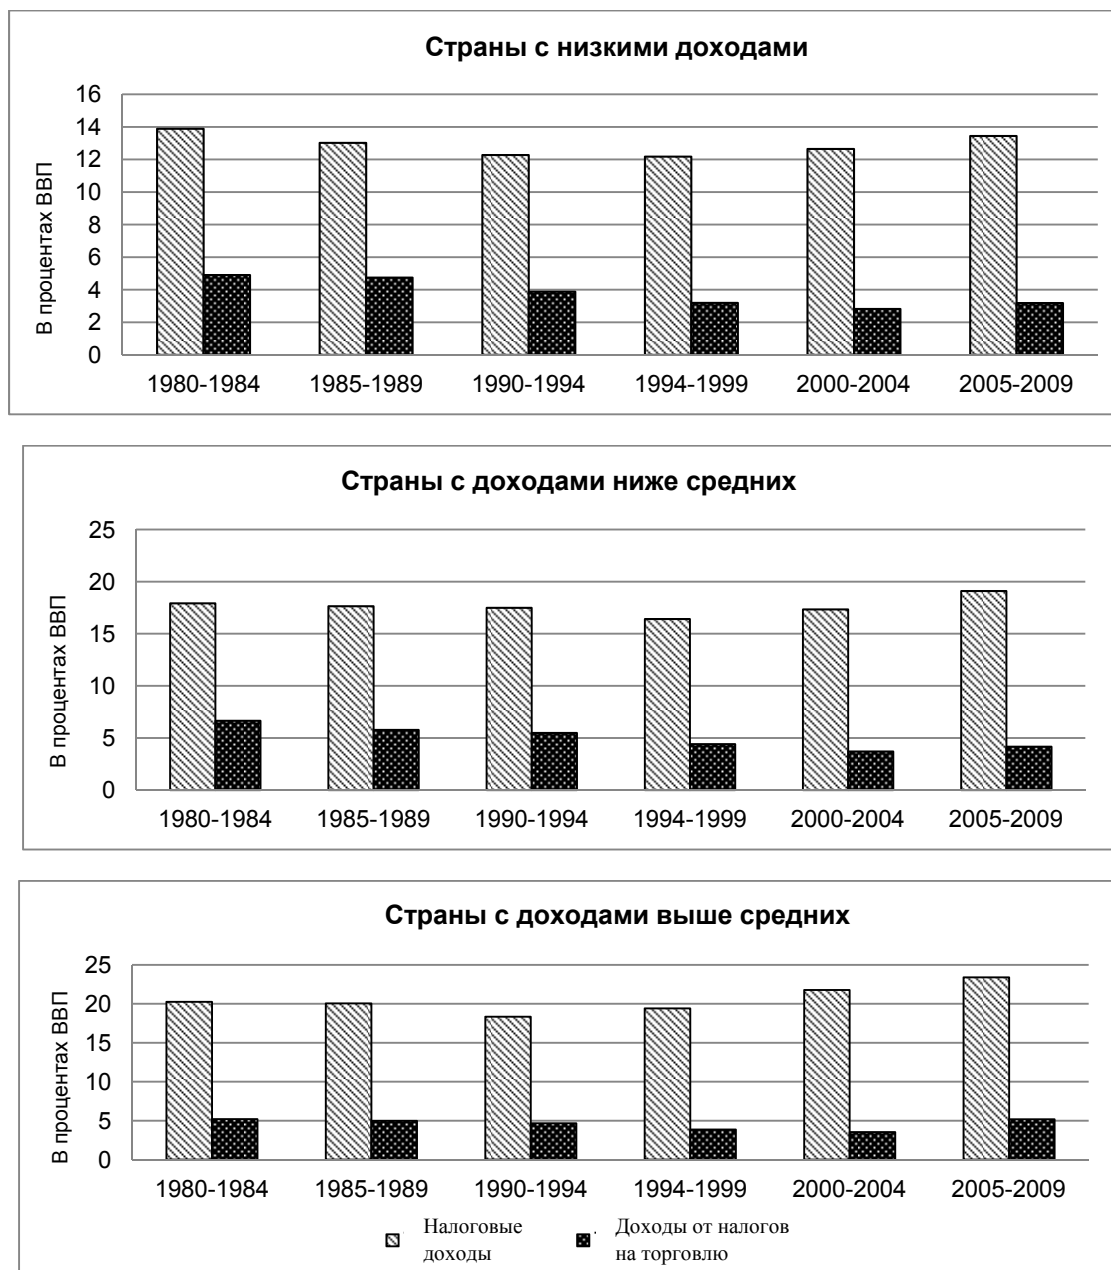 Страны с низкими доходами
В процентах ВВП
16
14
12
10
8
6
4
2
0
1980-1984 1985-1989 1990-1994 1994-1999 2000-2004 2005-2009
Страны с доходами ниже средних
В процентах ВВП
25
20
15
10
5
0
1980-1984 1985-1989 1990-1994 1994-1999 2000-2004 2005-2009
Страны с доходами выше средних
В процентах ВВП
25
20
15
10
5
0
1980-1984 1985-1989 1990-1994 1994-1999 2000-2004 2005-2009
Налоговые
доходы
Доходы от налогов
на торговлю